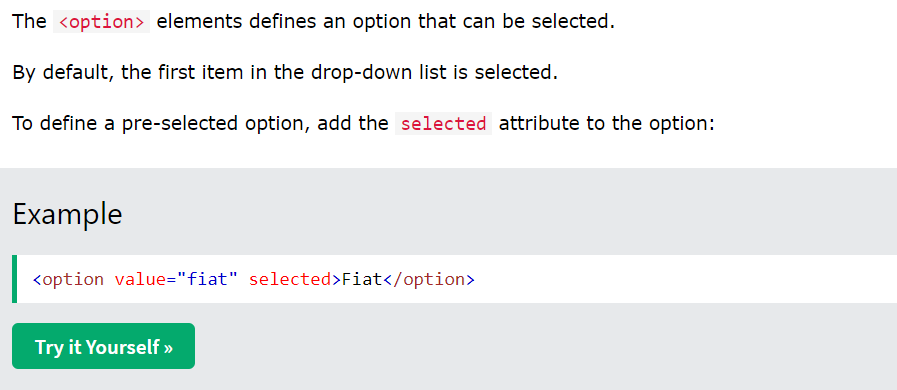 The <option> elements defines an option that can be selected.
By default, the first item in the drop-down list is selected.
To define a pre-selected option, add the selected attribute to the option:
Example
<option value="fiat" selected>Fiat</option>
Try it Yourself »